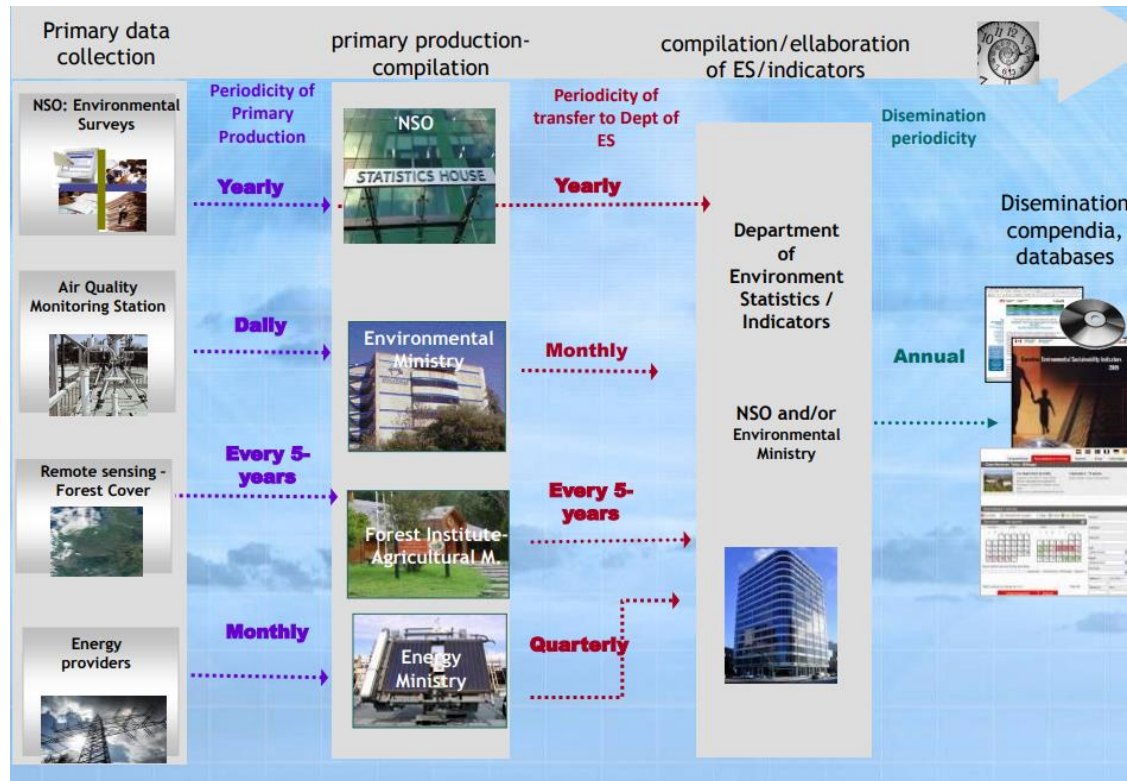 Primary data
collection
primary production-
compilation
compilation/ellaboration
of ES/indicators
NSO: Environmental
Surveys
Periodicity of
Primary
Production
Yearly
NSO
STATISTICS HOUSE
Periodicity of
transfer to Dept of
ES
Yearly
Disemination
periodicity
Air Quality
Monitoring Station
Daily
Environmental
Ministry
Monthly
Remote sensing –
Forest Cover
Every 5-
years
Forest Institute-
Agricultural M.
Every 5-
years
Energy
providers
Monthly
Energy
Ministry
Quarterly
Department
of
Environment
Statistics /
Indicators
NSO and/or
Environmental
Ministry
Annual
Disemination
compendia,
databases
Environmental Sustainability Indicators